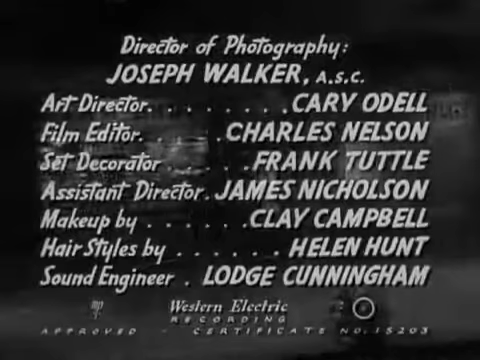 Director of Photography:
JOSEPH WALKER, A.S.C.
Art Director. . . . . . . . .CARY ODELL
Film Editor. . . . . .CHARLES NELSON
Set Decorator . . . . . .FRANK TUTTLE
Assistant Director . JAMES NICHOLSON
Makeup by . . . . . . CLAY CAMPBELL
Hair Styles by . . . . . . HELEN HUNT
Sound Engineer . LODGE CUNNINGHAM
Western Electric
RECORDING
APPROVED - CERTIFICATE NO. 15203